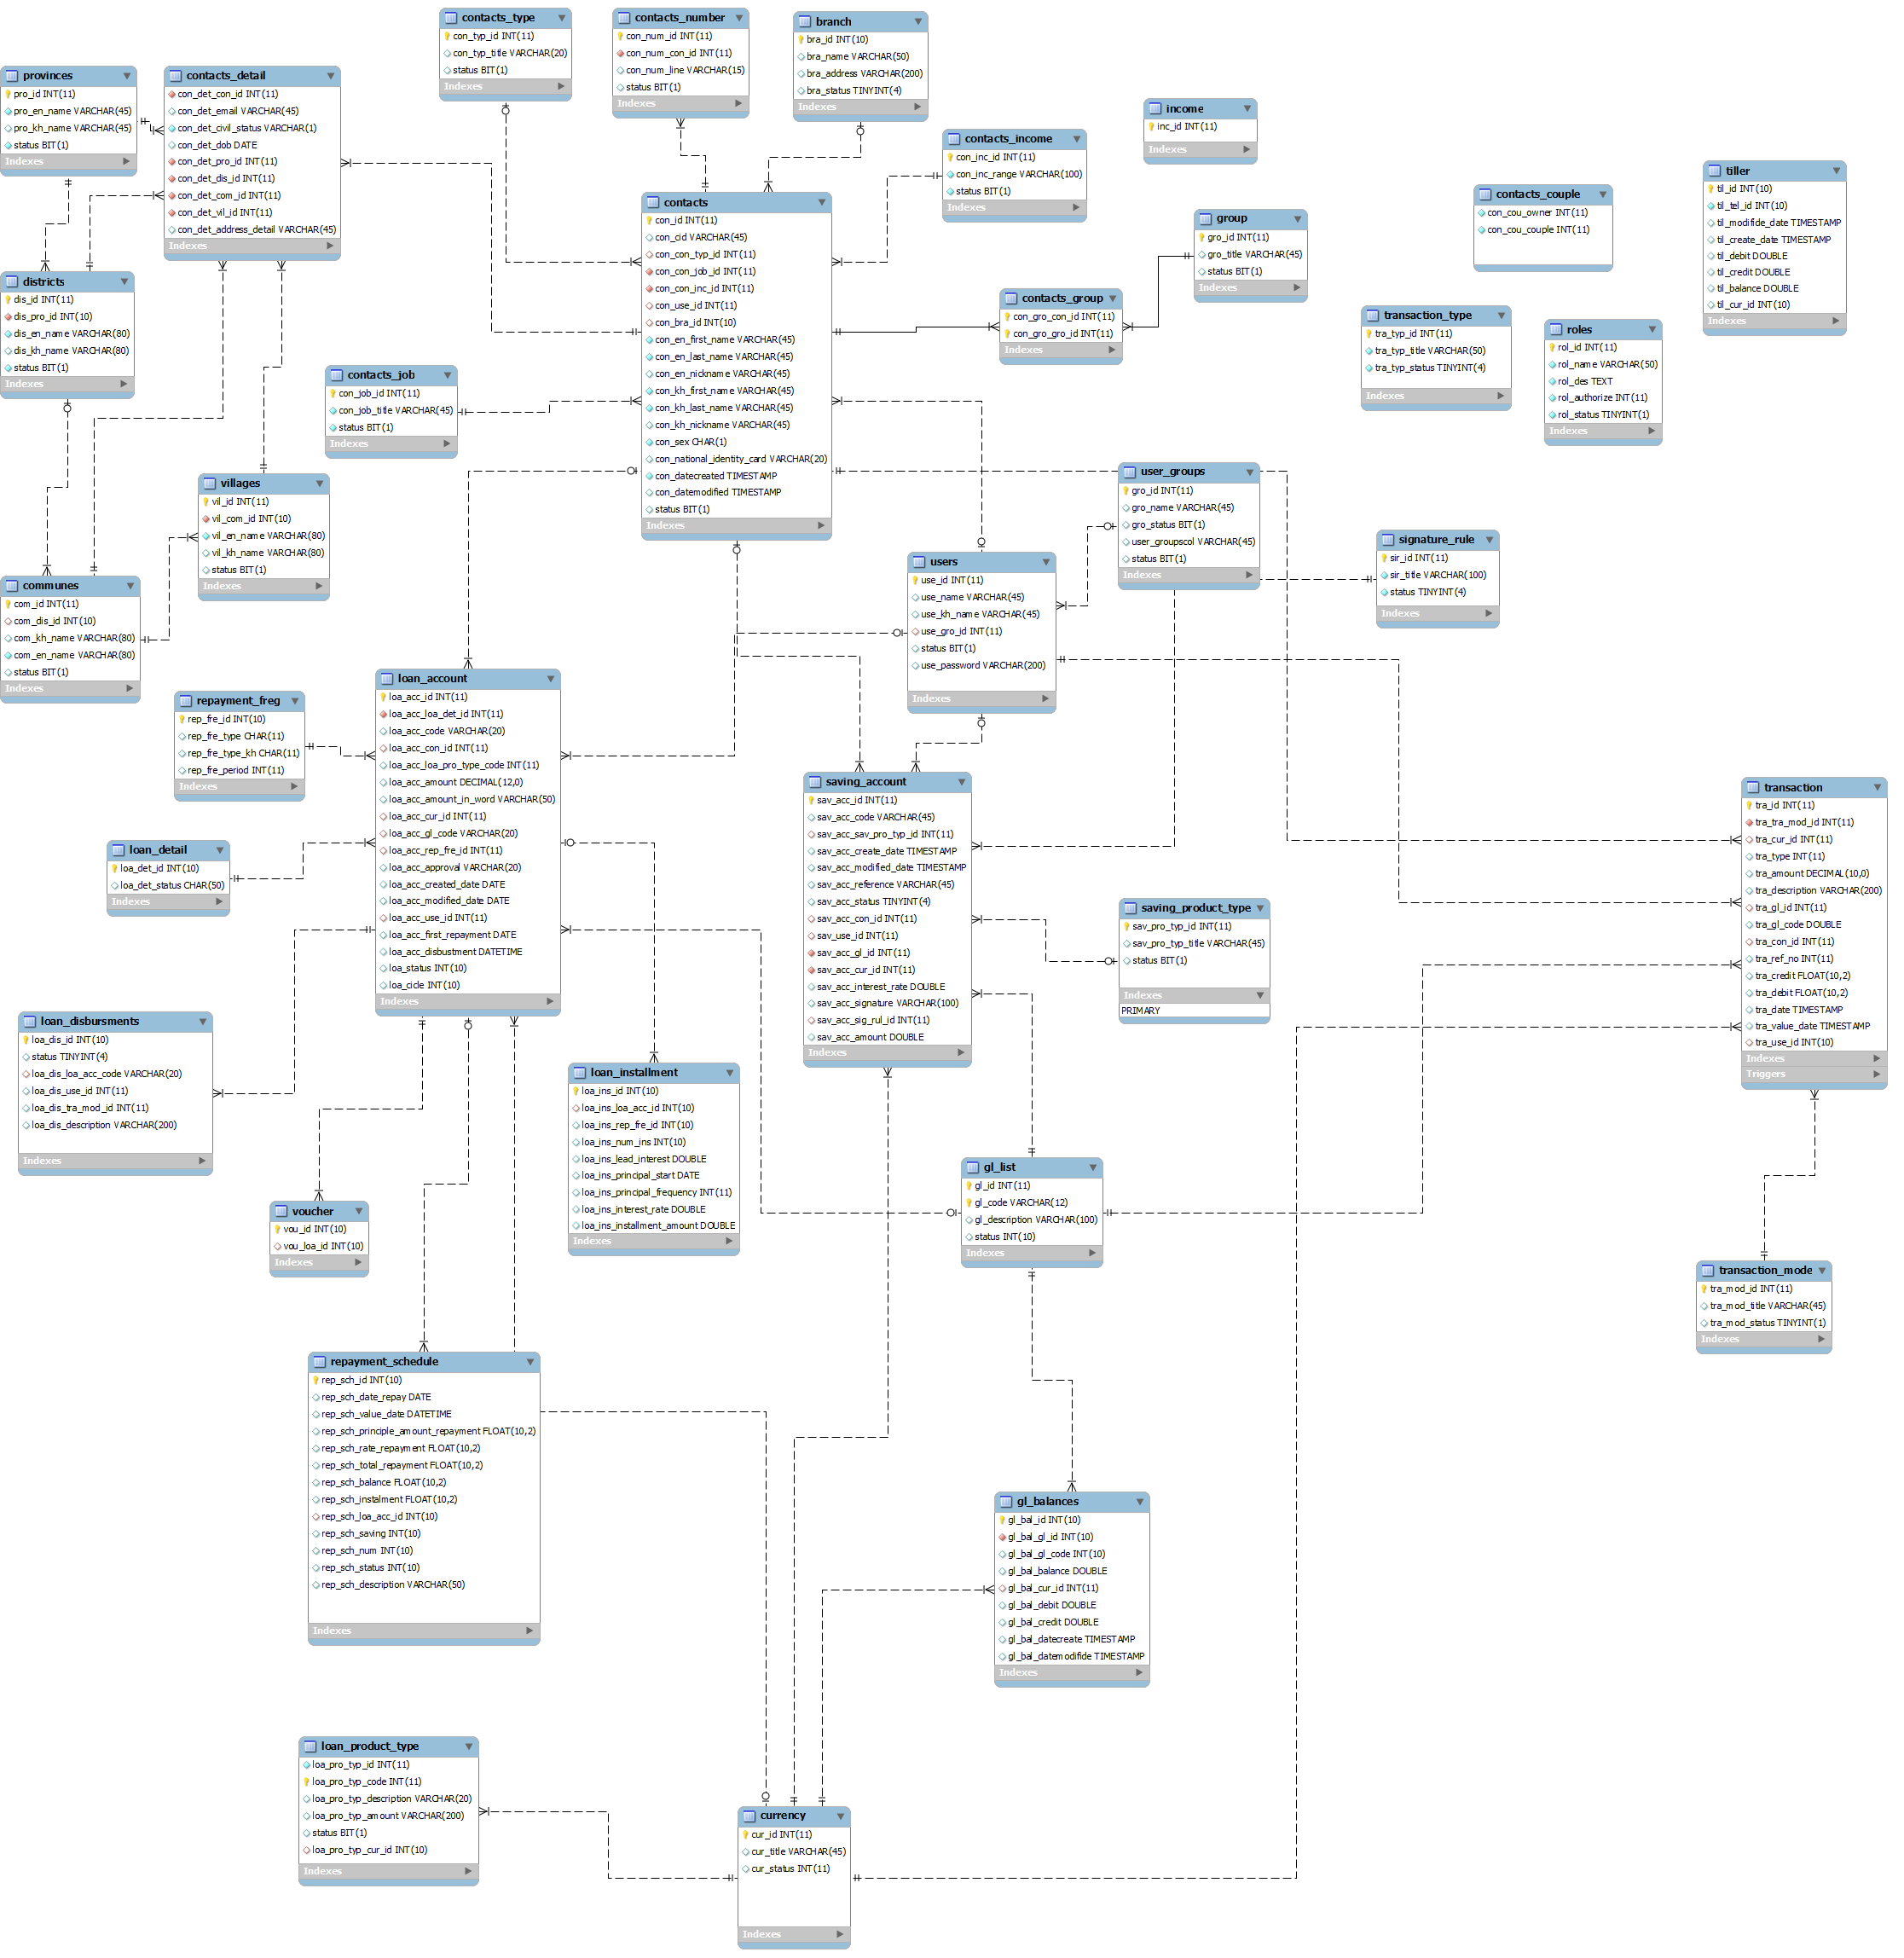 contacts_type
con_typ_id INT(11)
con_typ_title VARCHAR(20)
status BIT(1)
Indexes
contacts_number
con_num_id INT(11)
con_num_con_id INT(11)
con_num_line VARCHAR(15)
status BIT(1)
Indexes
branch
bra_id INT(10)
bra_name VARCHAR(50)
bra_address VARCHAR(200)
bra_status TINYINT(4)
Indexes
provinces
pro_id INT(11)
pro_en_name VARCHAR(45)
pro_kh_name VARCHAR(45)
status BIT(1)
Indexes
contacts_detail
con_det_con_id INT(11)
con_det_email VARCHAR(45)
con_det_civil_status VARCHAR(1)
con_det_dob DATE
con_det_pro_id INT(11)
con_det_dis_id INT(11)
con_det_com_id INT(11)
con_det_vil_id INT(11)
con_det_address_detail VARCHAR(45)
Indexes
income
inc_id INT(11)
Indexes
contacts_income
con_inc_id INT(11)
con_inc_range VARCHAR(100)
status BIT(1)
Indexes
tiller
til_id INT(10)
til_tel_id INT(10)
til_modifide_date TIMESTAMP
til_create_date TIMESTAMP
til_debit DOUBLE
til_credit DOUBLE
til_balance DOUBLE
til_cur_id INT(10)
Indexes
contacts_couple
con_cou_owner INT(11)
con_cou_couple INT(11)
contacts
con_id INT(11)
con_cid VARCHAR(45)
con_con_typ_id INT(11)
con_con_job_id INT(11)
con_con_inc_id INT(11)
con_use_id INT(11)
con_bra_id INT(10)
con_en_first_name VARCHAR(45)
con_en_last_name VARCHAR(45)
con_en_nickname VARCHAR(45)
con_kh_first_name VARCHAR(45)
con_kh_last_name VARCHAR(45)
con_kh_nickname VARCHAR(45)
con_sex CHAR(1)
con_national_identity_card VARCHAR(20)
con_datecreated TIMESTAMP
con_datemodified TIMESTAMP
status BIT(1)
Indexes
group
gro_id INT(11)
gro_title VARCHAR(45)
status BIT(1)
Indexes
contacts_group
con_gro_con_id INT(11)
con_gro_gro_id INT(11)
Indexes
districts
dis_id INT(11)
dis_pro_id INT(10)
dis_en_name VARCHAR(80)
dis_kh_name VARCHAR(80)
status BIT(1)
Indexes
transaction_type
tra_typ_id INT(11)
tra_typ_title VARCHAR(50)
tra_typ_status TINYINT(4)
Indexes
roles
rol_id INT(11)
rol_name VARCHAR(50)
rol_des TEXT
rol_authorize INT(11)
rol_status TINYINT(1)
Indexes
contacts_job
con_job_id INT(11)
con_job_title VARCHAR(45)
status BIT(1)
Indexes
villages
vil_id INT(11)
vil_com_id INT(10)
vil_en_name VARCHAR(80)
vil_kh_name VARCHAR(80)
status BIT(1)
Indexes
user_groups
gro_id INT(11)
gro_name VARCHAR(45)
gro_status BIT(1)
user_groupscol VARCHAR(45)
status BIT(1)
Indexes
signature_rule
sir_id INT(11)
sir_title VARCHAR(100)
status TINYINT(4)
Indexes
users
use_id INT(11)
use_name VARCHAR(45)
use_kh_name VARCHAR(45)
use_gro_id INT(11)
status BIT(1)
use_password VARCHAR(200)
Indexes
communes
com_id INT(11)
com_dis_id INT(10)
com_kh_name VARCHAR(80)
com_en_name VARCHAR(80)
status BIT(1)
Indexes
repayment_freg
rep_fre_id INT(10)
rep_fre_type CHAR(11)
rep_fre_type_kh CHAR(11)
rep_fre_period INT(11)
Indexes
loan_account
loa_acc_id INT(11)
loa_acc_loa_det_id INT(11)
loa_acc_code VARCHAR(20)
loa_acc_con_id INT(11)
loa_acc_loa_pro_type_code INT(11)
loa_acc_amount DECIMAL(12,0)
loa_acc_amount_in_word VARCHAR(50)
loa_acc_cur_id INT(11)
loa_acc_gl_code VARCHAR(20)
loa_acc_rep_fre_id INT(11)
loa_acc_approval VARCHAR(20)
loa_acc_created_date DATE
loa_acc_modified_date DATE
loa_acc_use_id INT(11)
loa_acc_first_repayment DATE
loa_acc_disbustment DATETIME
loa_status INT(10)
loa_cicle INT(10)
Indexes
saving_account
sav_acc_id INT(11)
sav_acc_code VARCHAR(45)
sav_acc_sav_pro_typ_id INT(11)
sav_acc_create_date TIMESTAMP
sav_acc_modified_date TIMESTAMP
sav_acc_reference VARCHAR(45)
sav_acc_status TINYINT(4)
sav_acc_con_id INT(11)
sav_use_id INT(11)
sav_acc_gl_id INT(11)
sav_acc_cur_id INT(11)
sav_acc_interest_rate DOUBLE
sav_acc_signature VARCHAR(100)
sav_acc_sig_rul_id INT(11)
sav_acc_amount DOUBLE
Indexes
transaction
tra_id INT(11)
tra_tra_mod_id INT(11)
tra_cur_id INT(11)
tra_type INT(11)
tra_amount DECIMAL(10,0)
tra_description VARCHAR(200)
tra_gl_id INT(11)
tra_gl_code DOUBLE
tra_con_id INT(11)
tra_ref_no INT(11)
tra_credit FLOAT(10,2)
tra_debit FLOAT(10,2)
tra_date TIMESTAMP
tra_value_date TIMESTAMP
tra_use_id INT(10)
Indexes
Triggers
loan_detail
loa_det_id INT(10)
loa_det_status CHAR(50)
Indexes
saving_product_type
sav_pro_typ_id INT(11)
sav_pro_typ_title VARCHAR(45)
status BIT(1)
Indexes
PRIMARY
loan_disbursments
loa_dis_id INT(10)
status TINYINT(4)
loa_dis_loa_acc_code VARCHAR(20)
loa_dis_use_id INT(11)
loa_dis_tra_mod_id INT(11)
loa_dis_description VARCHAR(200)
Indexes
loan_installment
loa_ins_id INT(10)
loa_ins_loa_acc_id INT(10)
loa_ins_rep_fre_id INT(10)
loa_ins_num_ins INT(10)
loa_ins_lead_interest DOUBLE
loa_ins_principal_start DATE
loa_ins_principal_frequency INT(11)
loa_ins_interest_rate DOUBLE
loa_ins_installment_amount DOUBLE
Indexes
voucher
vou_id INT(10)
vou_loa_id INT(10)
Indexes
gl_list
gl_id INT(11)
gl_code VARCHAR(12)
gl_description VARCHAR(100)
status INT(10)
Indexes
transaction_mode
tra_mod_id INT(11)
tra_mod_title VARCHAR(45)
tra_mod_status TINYINT(1)
Indexes
repayment_schedule
rep_sch_id INT(10)
rep_sch_date_repay DATE
rep_sch_value_date DATETIME
rep_sch_principle_amount_repayment FLOAT(10,2)
rep_sch_rate_repayment FLOAT(10,2)
rep_sch_total_repayment FLOAT(10,2)
rep_sch_balance FLOAT(10,2)
rep_sch_instalment FLOAT(10,2)
rep_sch_loa_acc_id INT(10)
rep_sch_saving INT(10)
rep_sch_num INT(10)
rep_sch_status INT(10)
rep_sch_description VARCHAR(50)
Indexes
gl_balances
gl_bal_id INT(10)
gl_bal_gl_id INT(10)
gl_bal_gl_code INT(10)
gl_bal_balance DOUBLE
gl_bal_cur_id INT(11)
gl_bal_debit DOUBLE
gl_bal_credit DOUBLE
gl_bal_datecreate TIMESTAMP
gl_bal_datemodifide TIMESTAMP
Indexes
loan_product_type
loa_pro_typ_id INT(11)
loa_pro_typ_code INT(11)
loa_pro_typ_description VARCHAR(20)
loa_pro_typ_amount VARCHAR(200)
status BIT(1)
loa_pro_typ_cur_id INT(10)
Indexes
currency
cur_id INT(11)
cur_title VARCHAR(45)
cur_status INT(11)
Indexes